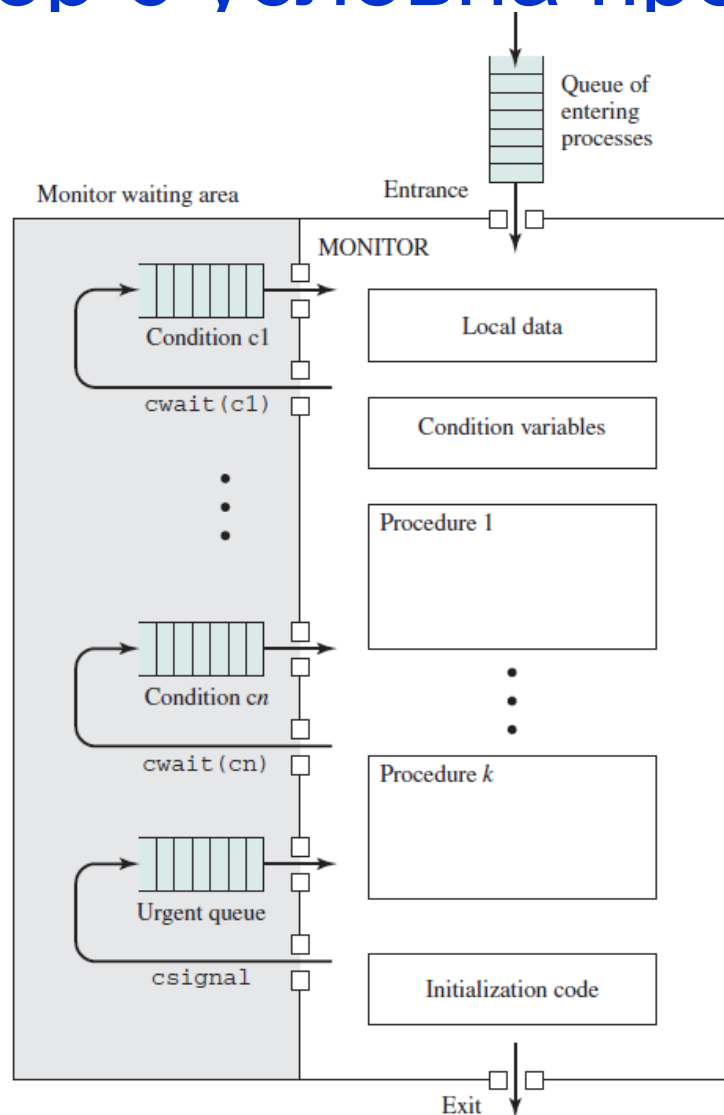 Queue of
entering
processes
Entrance
Monitor waiting area
MONITOR
Condition c1
cwait(c1)
Local data
Condition variables
Procedure 1
Condition cn
cwait(cn)
Procedure k
Urgent queue
csignal
Initialization code
Exit